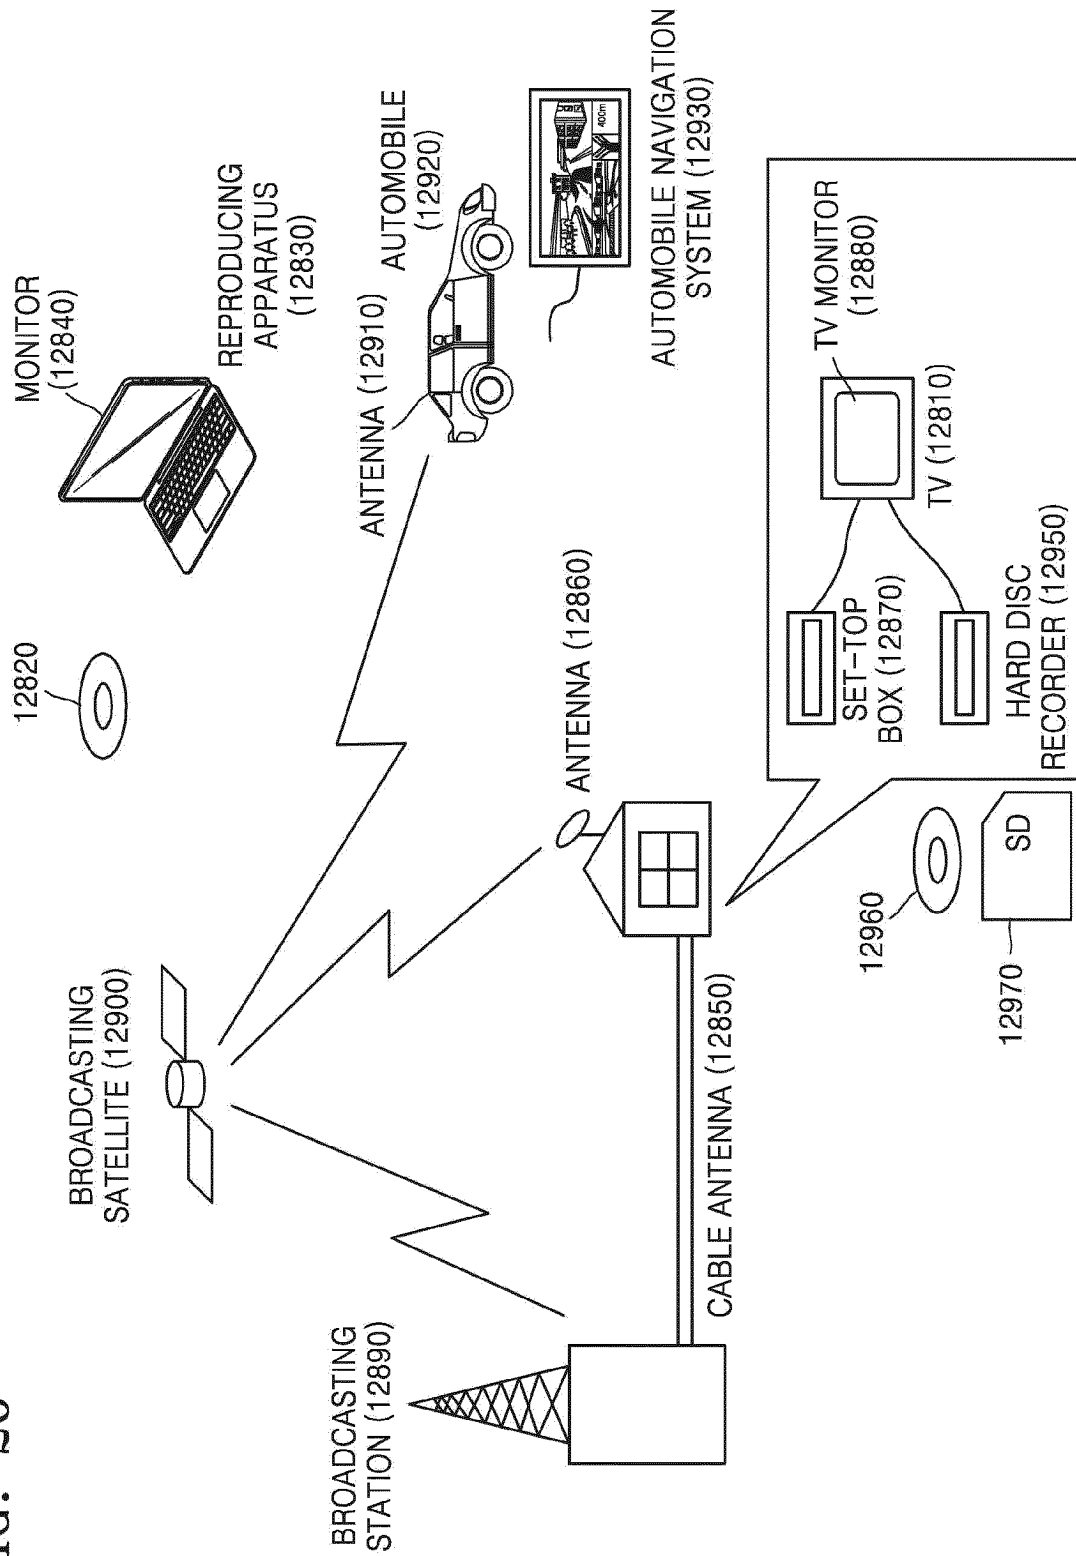 BROADCASTING
SATELLITE (12900)
12820
MONITOR
(12840)
REPRODUCING
APPARATUS
(12830)
BROADCASTING
STATION (12890)
ANTENNA (12910)
AUTOMOBILE
(12920)
ANTENNA (12860)
400m
AUTOMOBILE NAVIGATION
SYSTEM (12930)
CABLE ANTENNA (12850)
TV MONITOR
(12880)
SET-TOP
BOX (12870)
TV (12810)
12960
12970
SD
HARD DISC
RECORDER (12950)